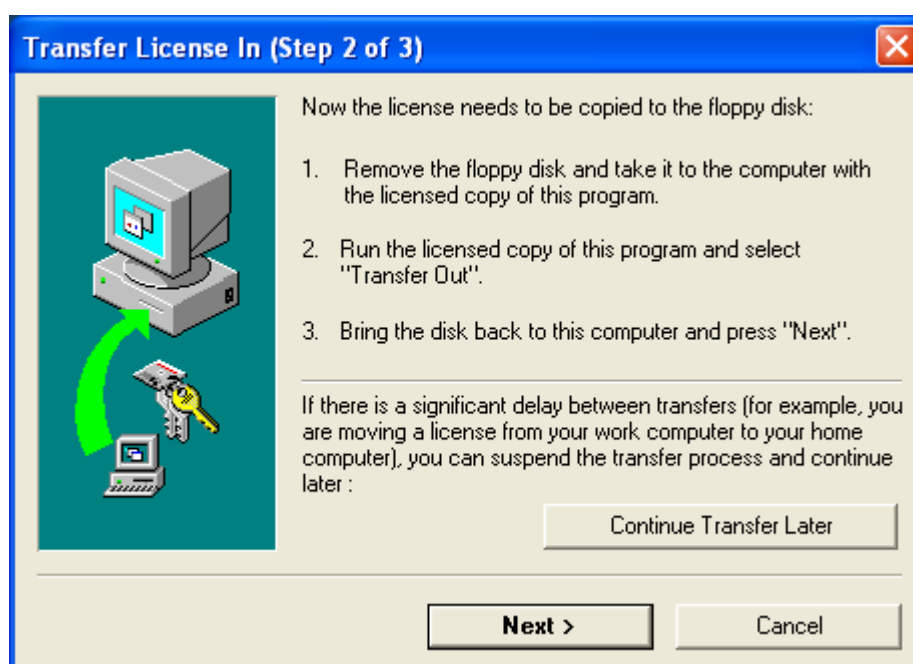 Transfer License In (Step 2 of 3)
Now the license needs to be copied to the floppy disk:
1. Remove the floppy disk and take it to the computer with
the licensed copy of this program.
2. Run the licensed copy of this program and select
"Transfer Out".
3. Bring the disk back to this computer and press "Next".
If there is a significant delay between transfers (for example, you
are moving a license from your work computer to your home
computer), you can suspend the transfer process and continue
later :
Continue Transfer Later
Next >
Cancel